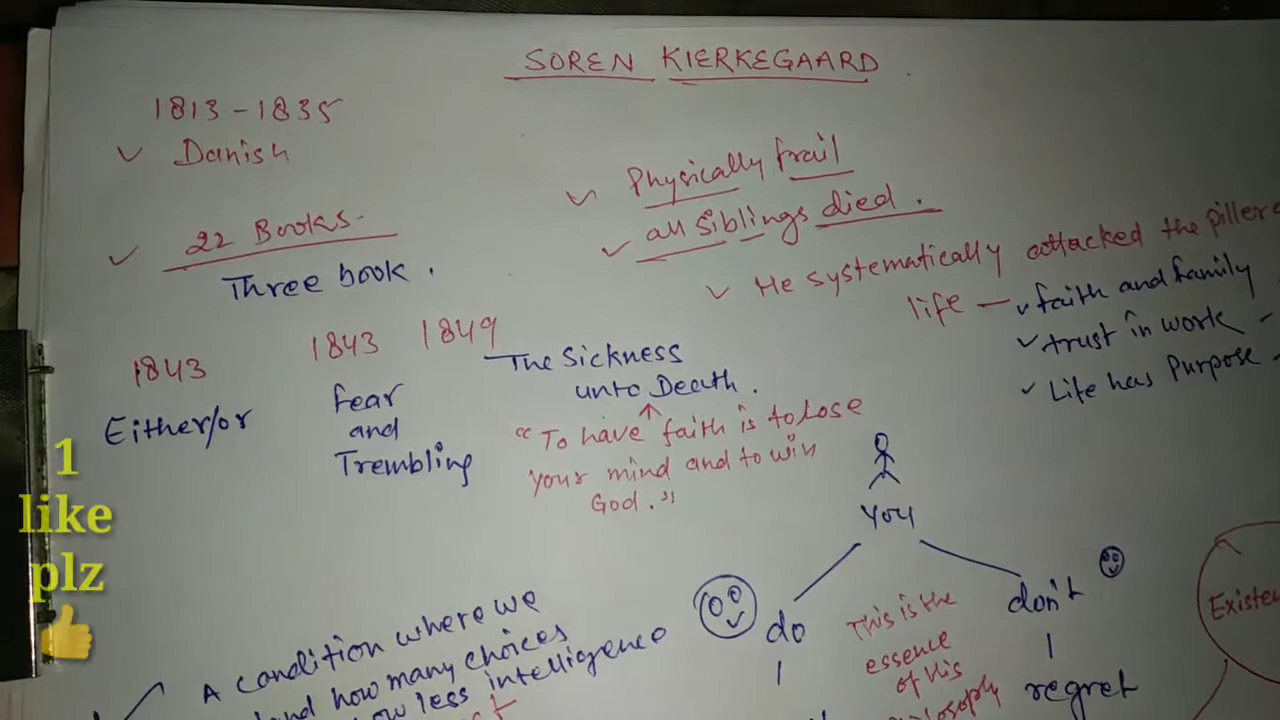 SOREN KIERKEGAARD
1813-1835
Danish
22 Books.
Three book.
Physically frail
all siblings died.
He systematically attacked the piller
life — faith and family
trust in work
Life has Purpose
1843
Either/or
1843
fear
and
Trembling
1849
The Sickness
unto Death.
"To have faith is to Lose
your mind and to win
God."
you
do
don't
regret
This is the
essence
of his
A condition where we
how many choices
less intelligence
1
like
plz